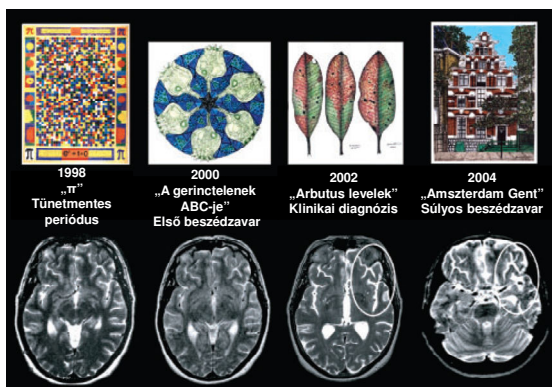 1998
„π”
Tünetmentes
periódus
2000
„A gerinctelenek
ABC-je”
Első beszédzavar
2002
„Arbutus levelek”
Klinikai diagnózis
2004
„Amszterdam Gent”
Súlyos beszédzavar